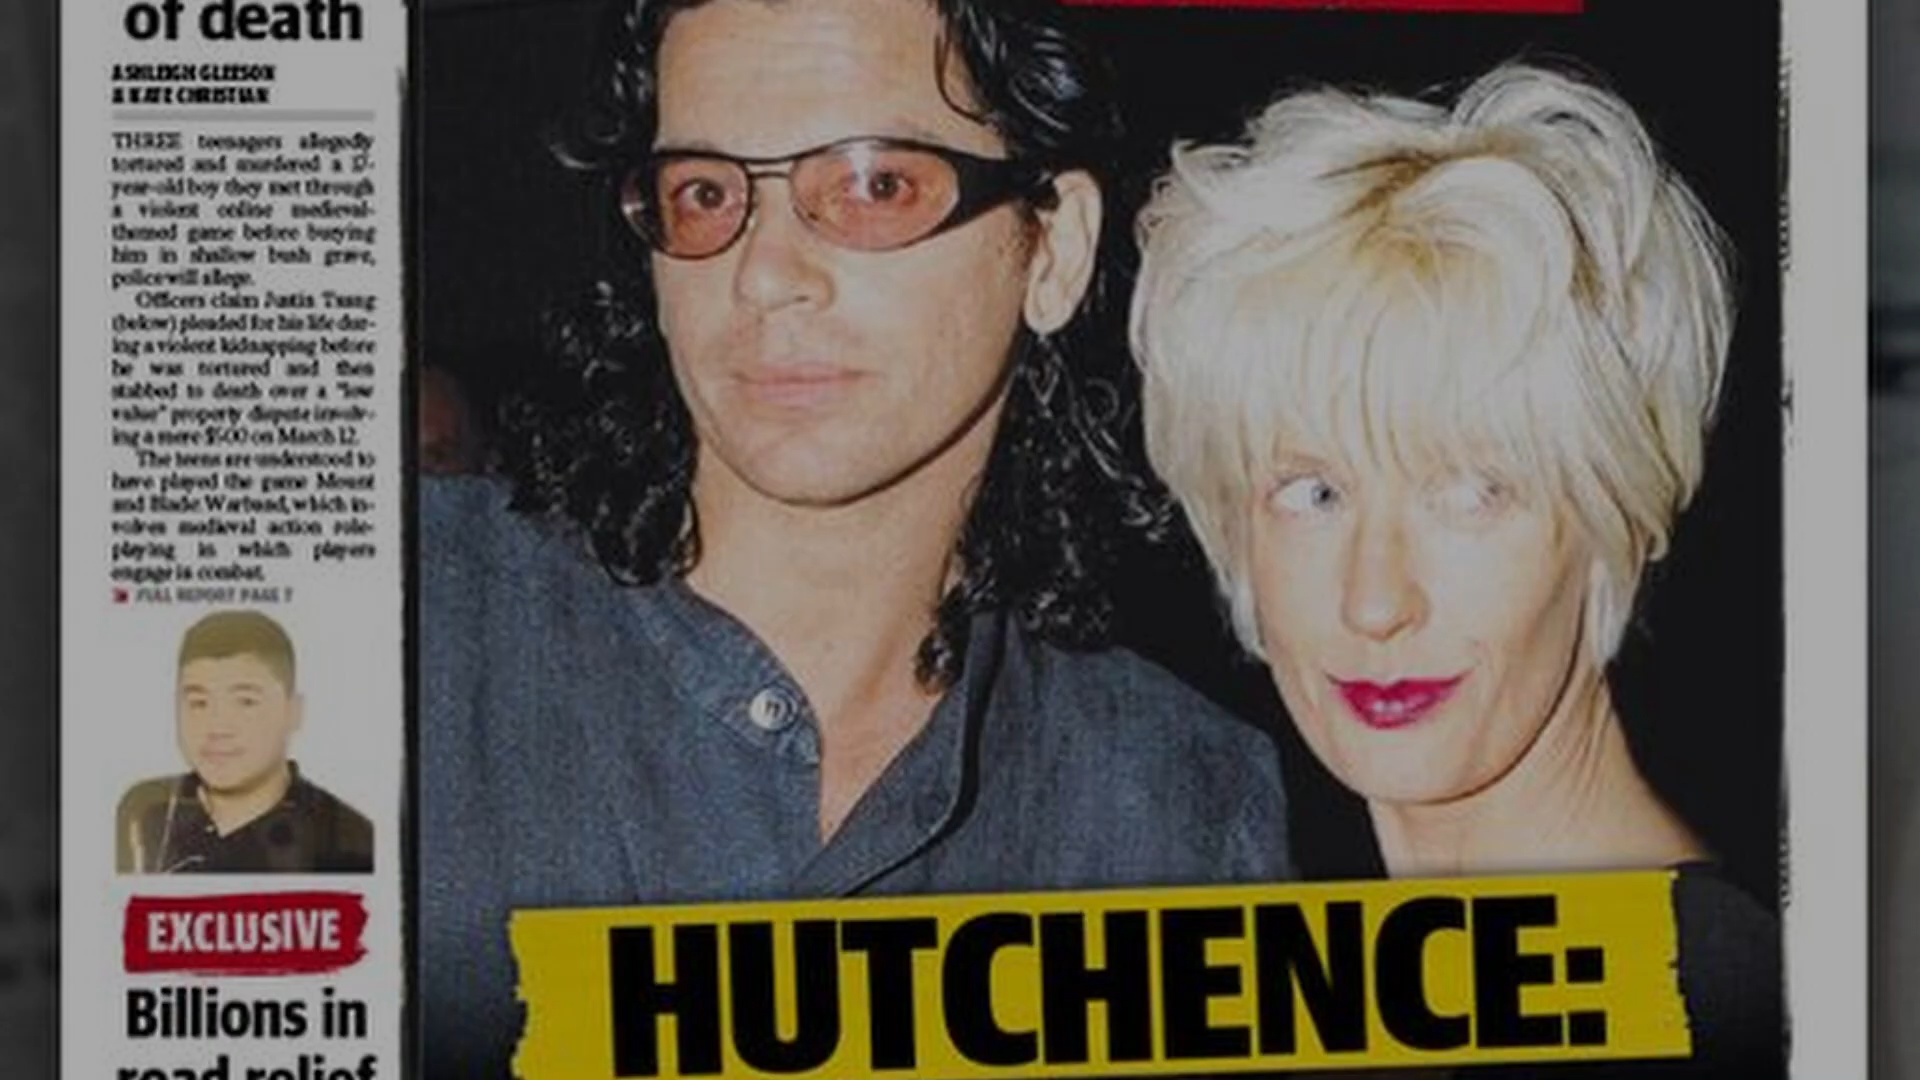 of death
ASHLEIGH GLEESON
& KATE CHRISTIAN
THREE teenagers allegedly
tortured and murdered a 17-
year-old boy they met through
a violent online medieval-
themed game before burying
him in shallow bush grave,
police will allege.
Officers claim Justin Tsang
(below) pleaded for his life dur-
ing a violent kidnapping before
he was tortured and then
stabbed to death over a "low
value" property dispute involv-
ing a mere $500 on March 12.
The teens are understood to
have played the game Mount
and Blade: Warband, which in-
volves medieval action role-
playing in which players
engage in combat.
FULL REPORT PAGE 7
EXCLUSIVE
Billions in
road relief
HUTCHENCE: